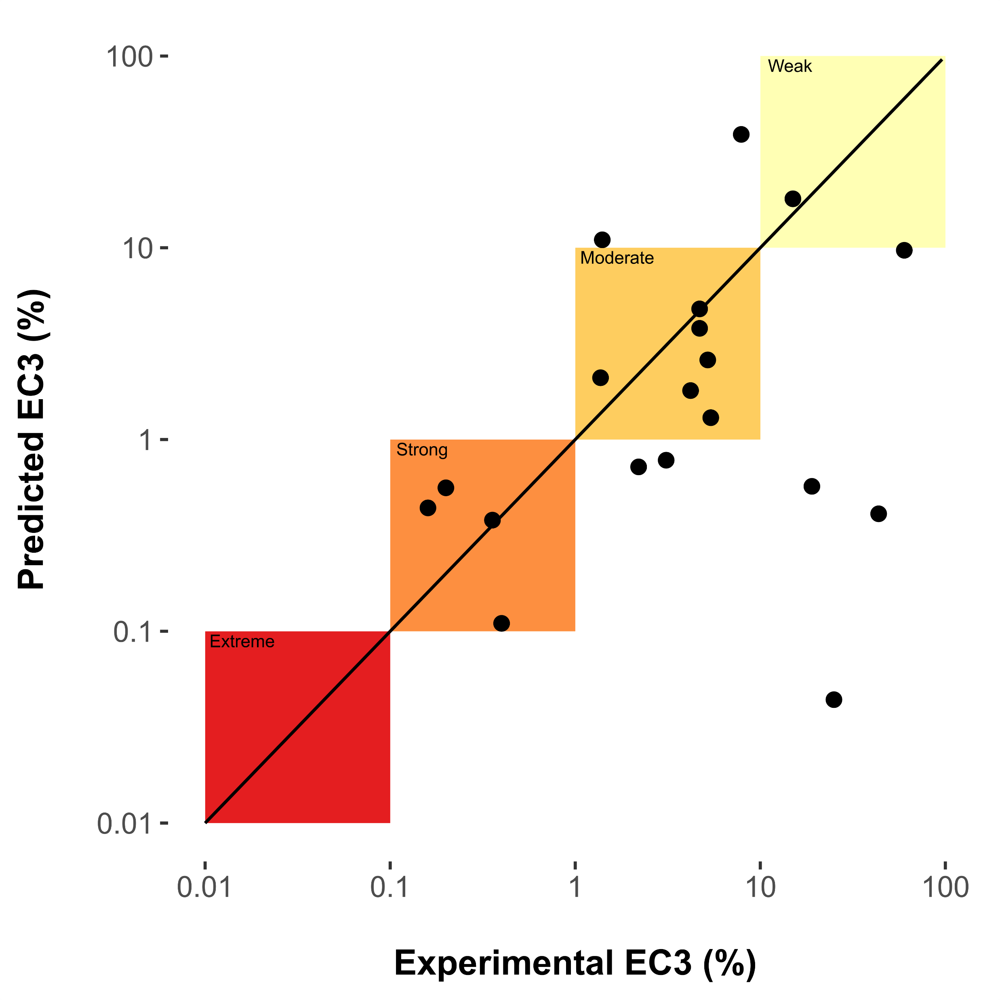 100
Weak
10
Moderate
Predicted EC3 (%)
1
Strong
0.1
Extreme
0.01
0.01 0.1 1 10 100
Experimental EC3 (%)